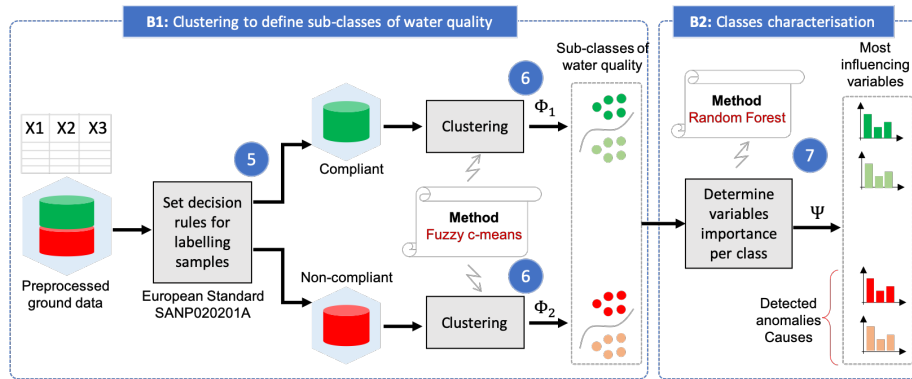 B1: Clustering to define sub-classes of water quality
B2: Classes characterisation
X1 X2 X3
Preprocessed
ground data
5
Set decision
rules for
labelling
samples
European Standard
SANP020201A
Compliant
Non-compliant
6
Clustering
Φ1
Method
Fuzzy c-means
6
Clustering
Φ2
Sub-classes of
water quality
Method
Random Forest
7
Determine
variables
importance
per class
Ψ
Most
influencing
variables
Detected
anomalies
Causes